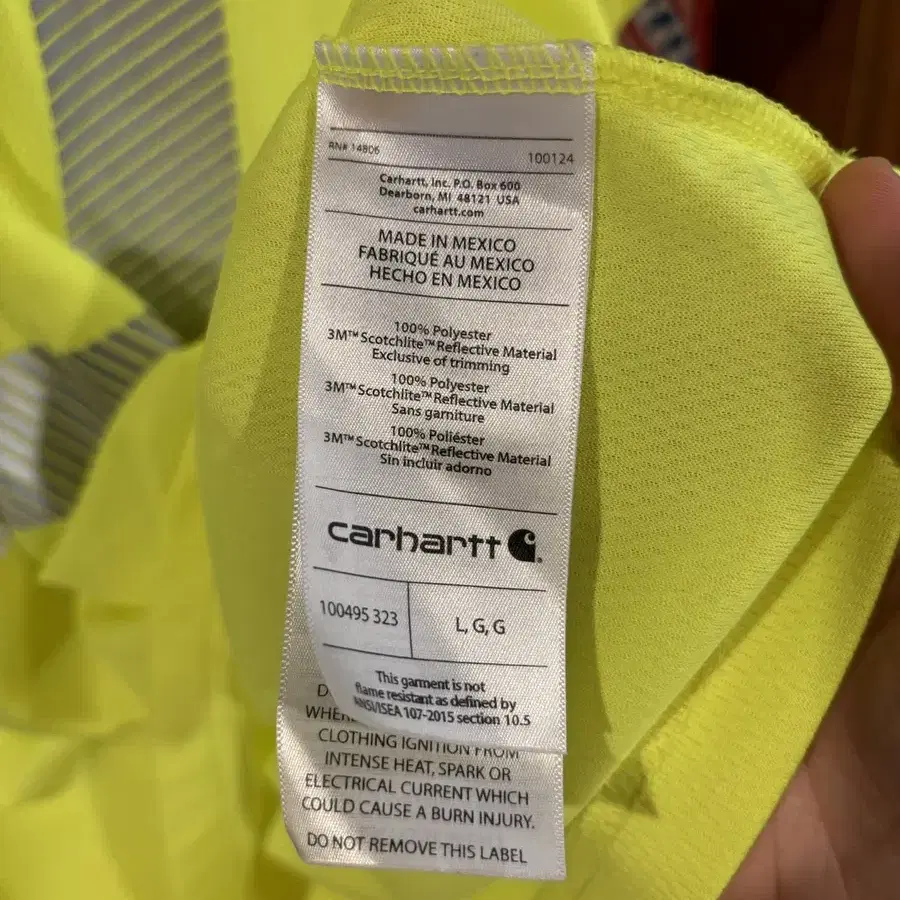 RN# 14806
100124
Carhartt, Inc. P.O. Box 600
Dearborn, MI 48121 USA
carhartt.com
MADE IN MEXICO
FABRIQUÉ AU MEXICO
HECHO EN MEXICO
100% Polyester
3M™ Scotchlite™ Reflective Material
Exclusive of trimming
100% Polyester
3M™ Scotchlite™ Reflective Material
Sans garniture
100% Poliéster
3M™ Scotchlite™ Reflective Material
Sin incluir adorno
carhartt
100495 323
L, G, G
This garment is not
flame resistant as defined by
ANSI/ISEA 107-2015 section 10.5
CLOTHING IGNITION FROM
INTENSE HEAT, SPARK OR
ELECTRICAL CURRENT WHICH
COULD CAUSE A BURN INJURY.
DO NOT REMOVE THIS LABEL